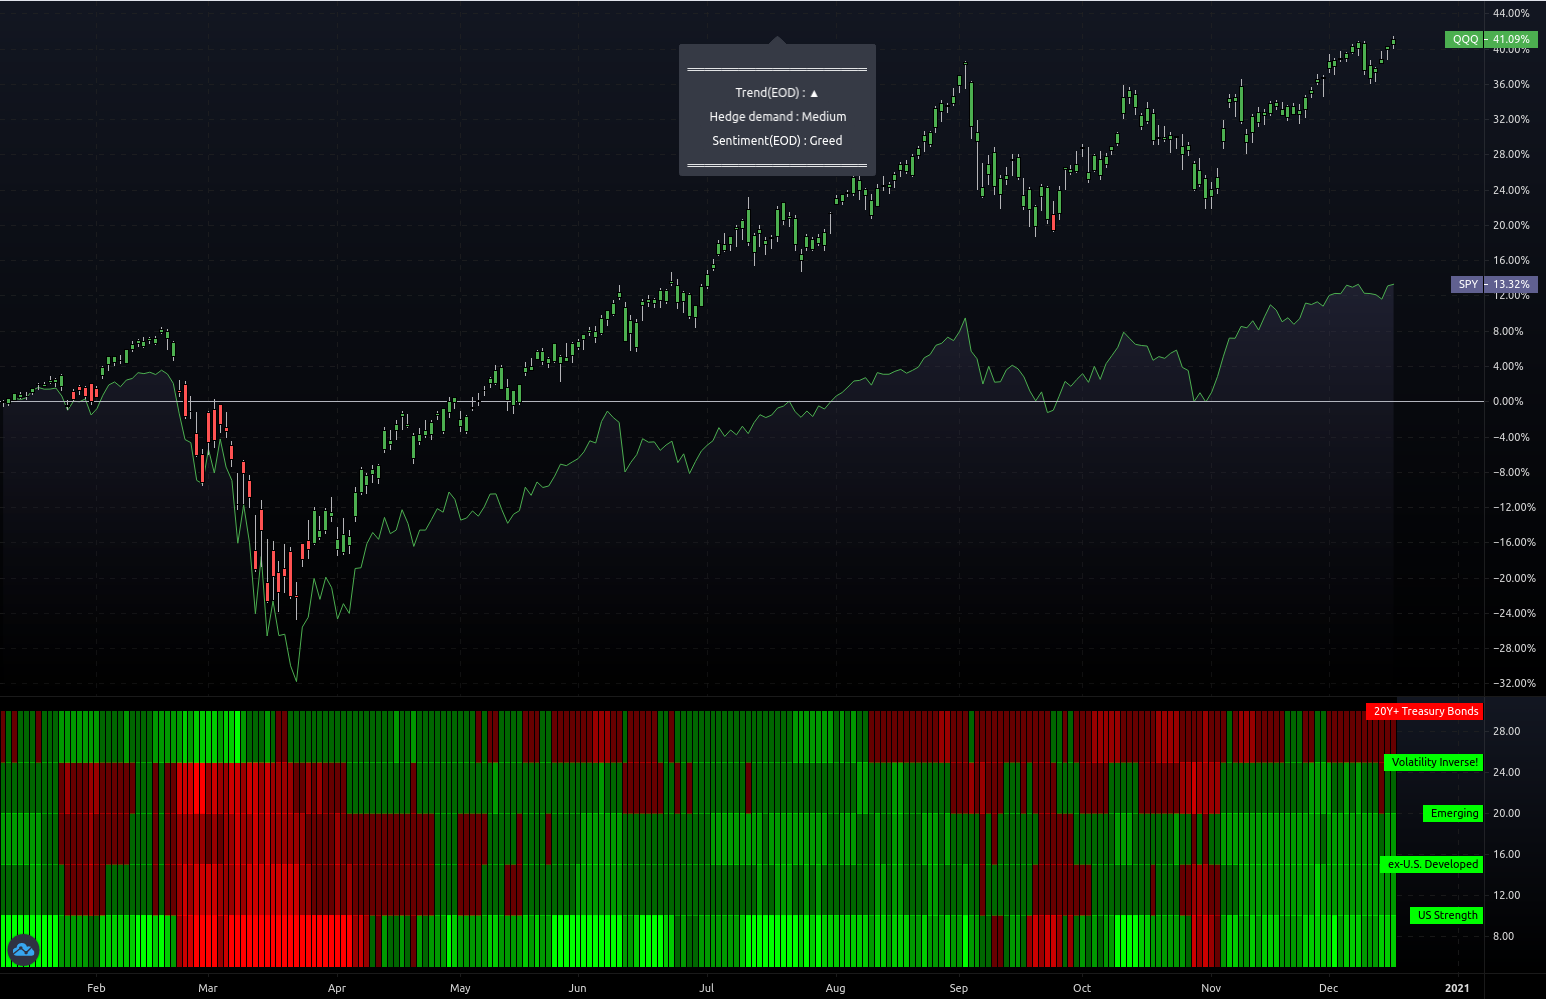 44.00%
QQQ - 41.09%
40.00%
36.00%
32.00%
28.00%
24.00%
20.00%
16.00%
SPY - 13.32%
12.00%
8.00%
4.00%
0.00%
−4.00%
−8.00%
−12.00%
−16.00%
−20.00%
−24.00%
−28.00%
−32.00%
Trend(EOD) : ▲
Hedge demand : Medium
Sentiment(EOD) : Greed
20Y+ Treasury Bonds
28.00
Volatility Inverse!
24.00
Emerging
20.00
16.00
ex-U.S. Developed
12.00
US Strength
8.00
Feb Mar Apr May Jun Jul Aug Sep Oct Nov Dec 2021